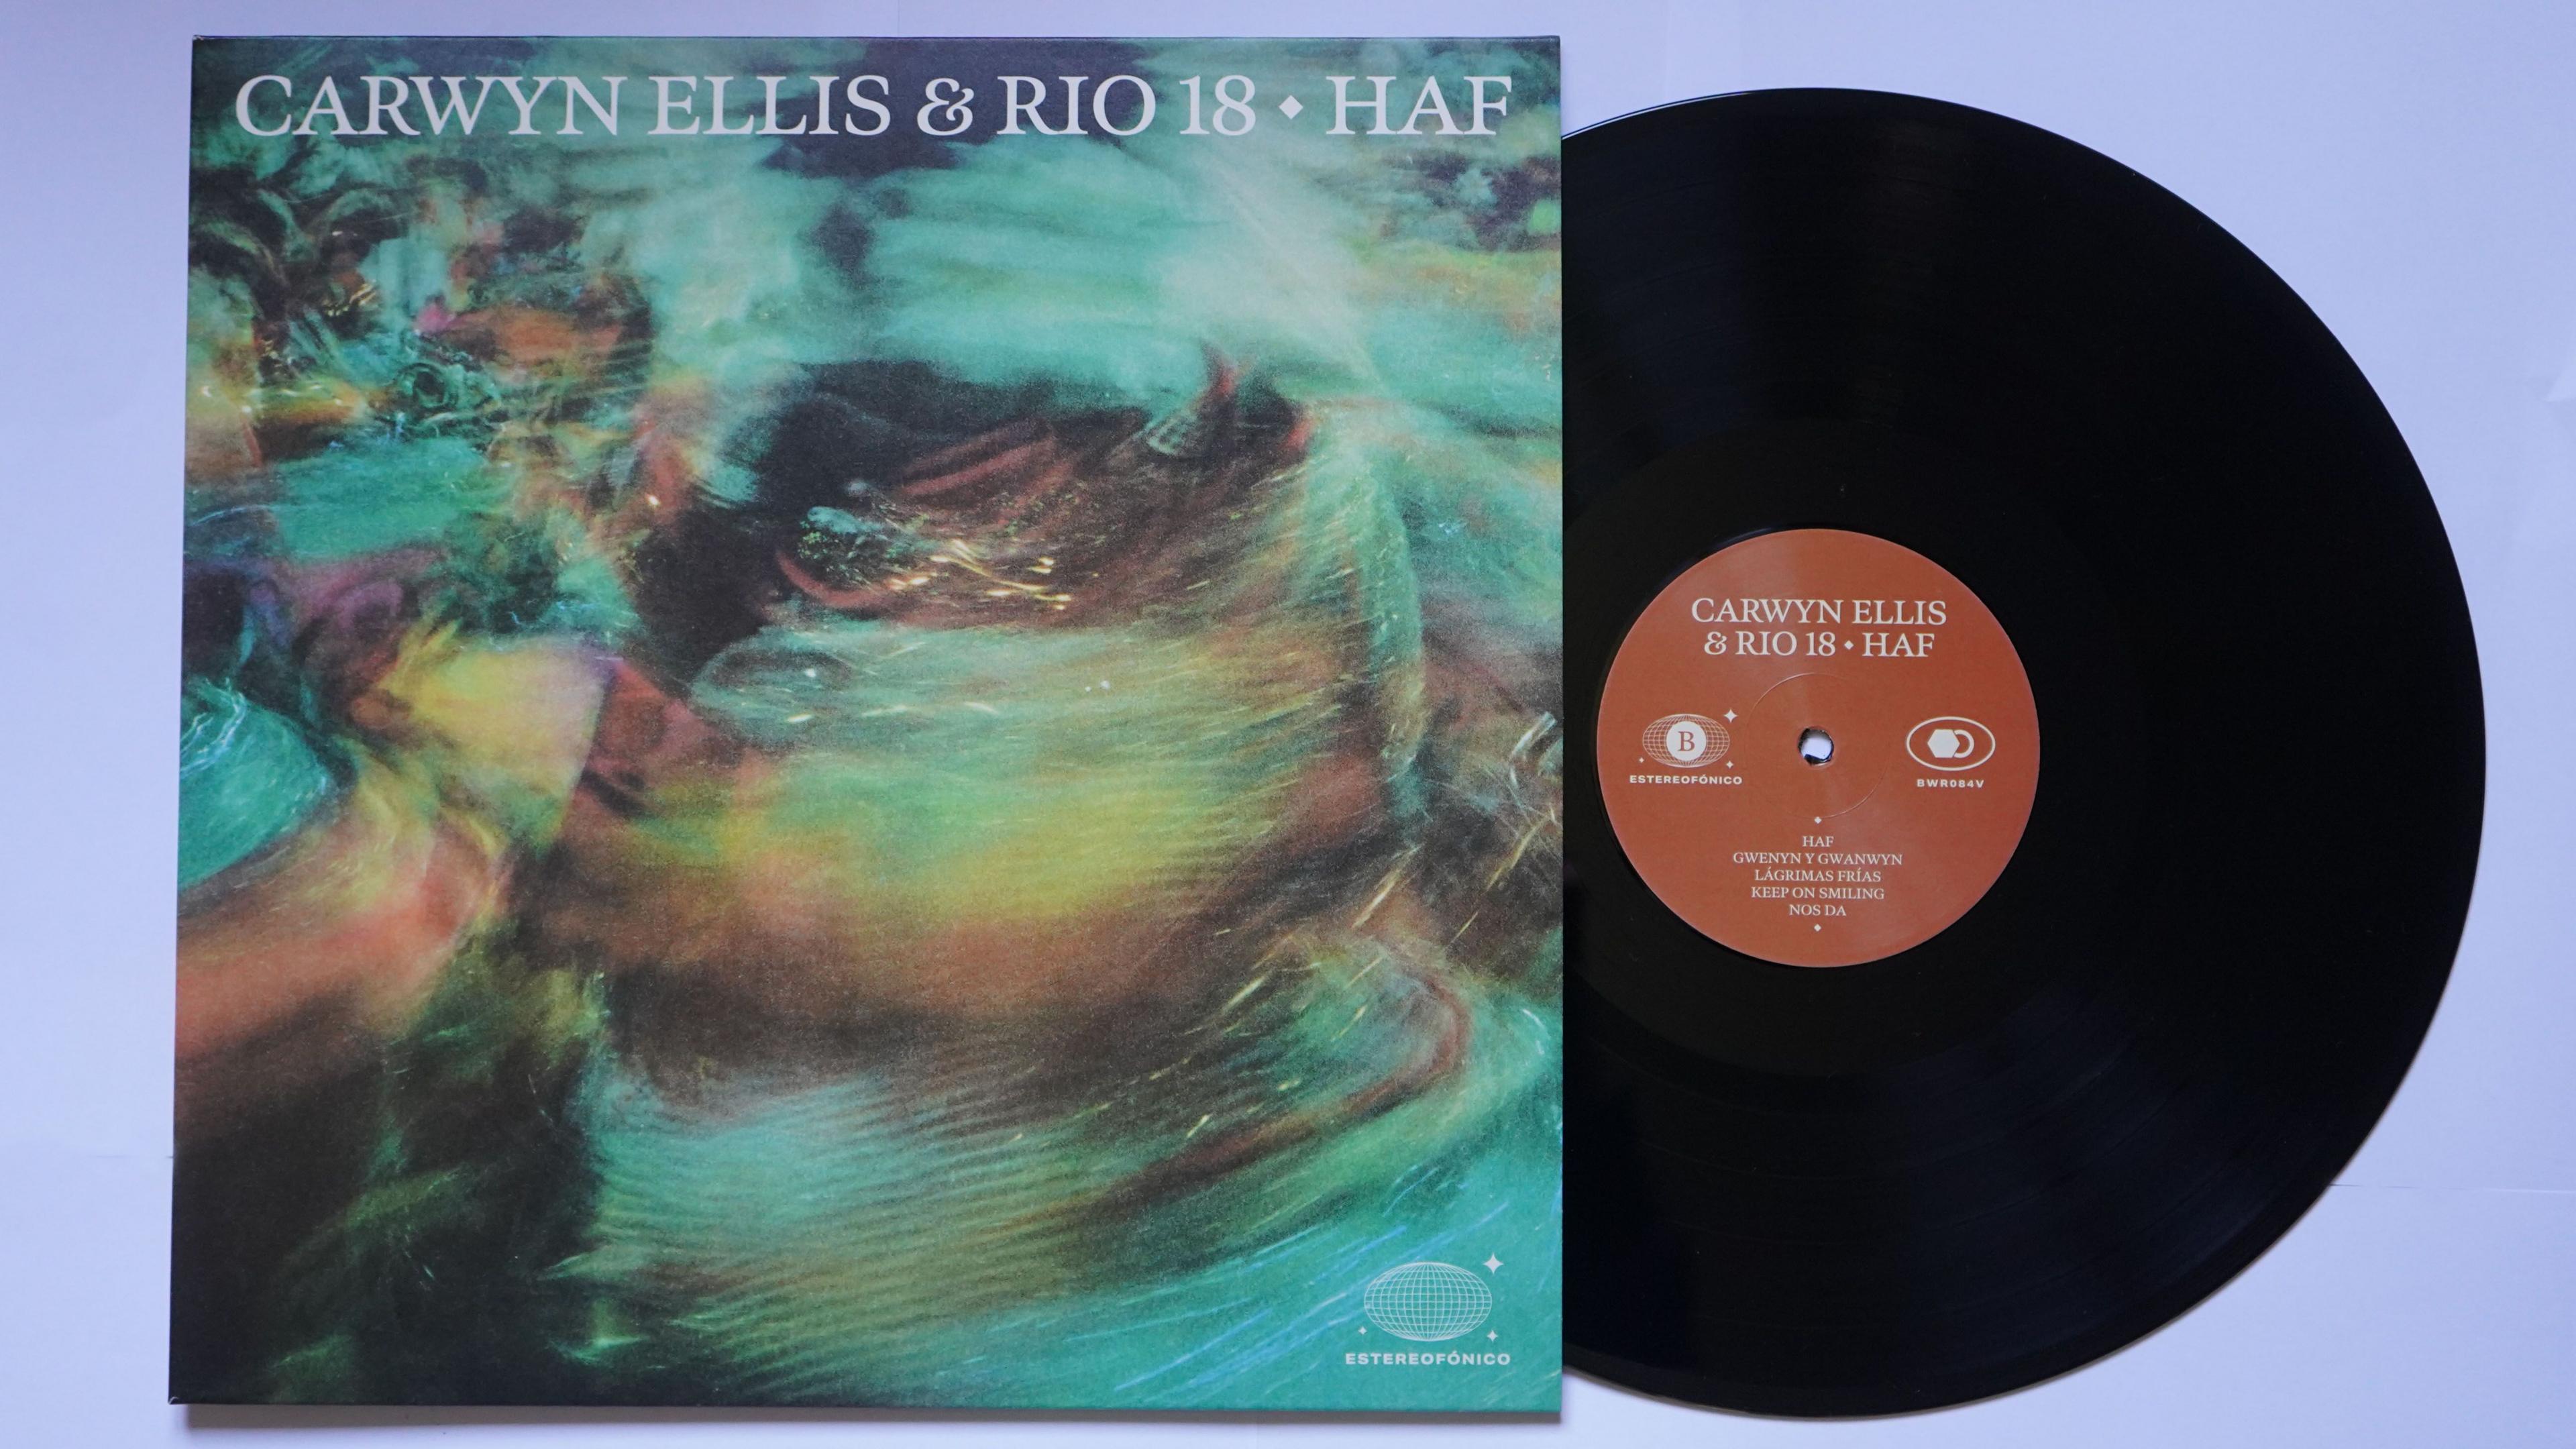 CARWYN ELLIS & RIO 18 ⬥ HAF
ESTEREOFÓNICO
CARWYN ELLIS
& RIO 18 ⬥ HAF
B
ESTEREOFÓNICO
BWR084V
HAF
GWENYN Y GWANWYN
LÁGRIMAS FRÍAS
KEEP ON SMILING
NOS DA